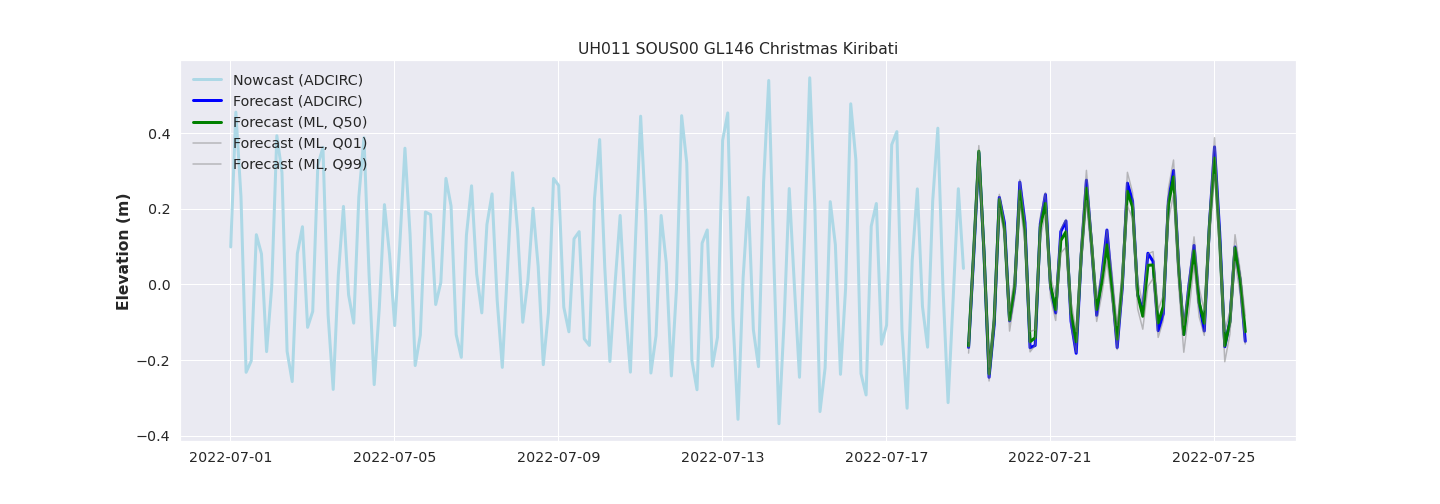 UH011 SOUS00 GL146 Christmas Kiribati
Nowcast (ADCIRC)
Forecast (ADCIRC)
Forecast (ML, Q50)
Forecast (ML, Q01)
Forecast (ML, Q99)
Elevation (m)
0.4
0.2
0.0
−0.2
−0.4
2022-07-01
2022-07-05
2022-07-09
2022-07-13
2022-07-17
2022-07-21
2022-07-25